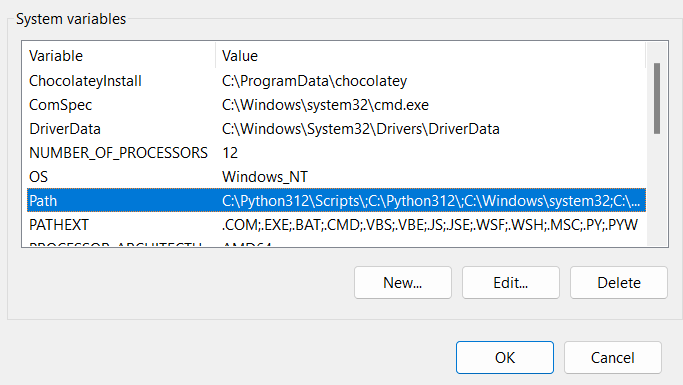 System variables
Variable Value
ChocolateyInstall C:\ProgramData\chocolatey
ComSpec C:\Windows\system32\cmd.exe
DriverData C:\Windows\System32\Drivers\DriverData
NUMBER_OF_PROCESSORS 12
OS Windows_NT
Path C:\Python312\Scripts\;C:\Python312\;C:\Windows\system32;C:\...
PATHEXT .COM;.EXE;.BAT;.CMD;.VBS;.VBE;.JS;.JSE;.WSF;.WSH;.MSC;.PY;.PYW
PROCESSOR_ARCHITECTU AMD64
New... Edit... Delete
OK Cancel